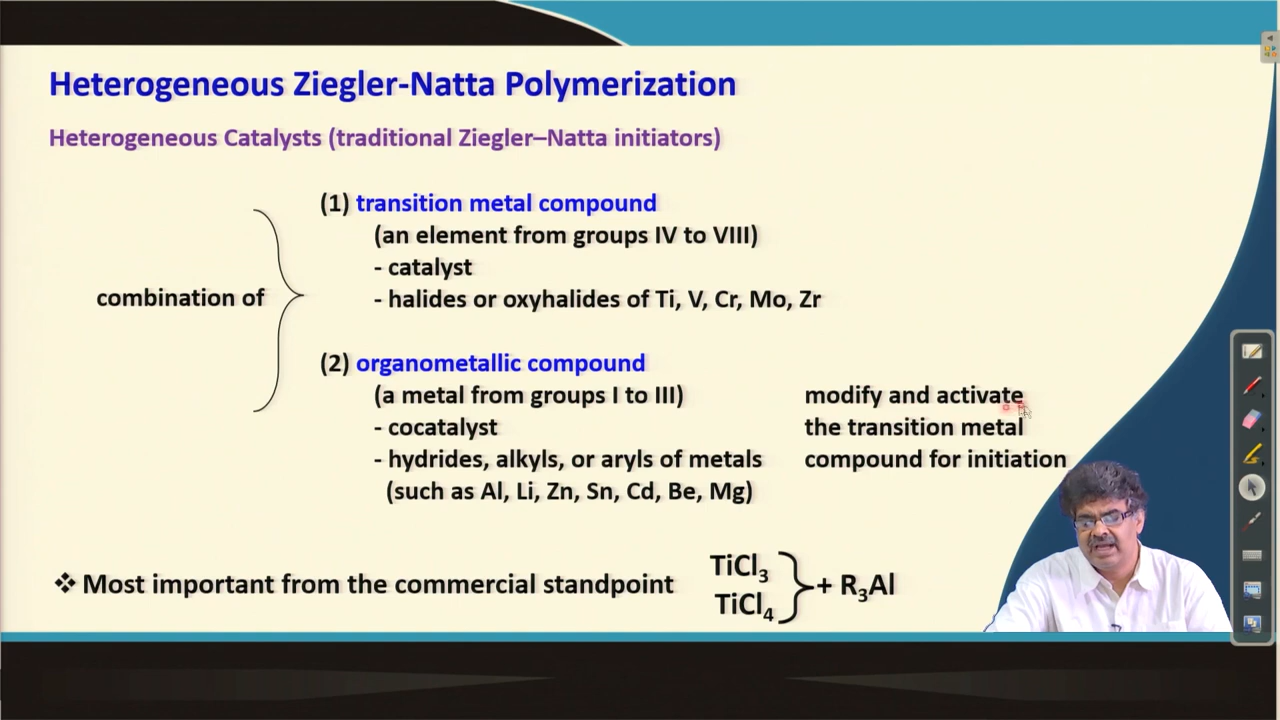 Heterogeneous Ziegler-Natta Polymerization
Heterogeneous Catalysts (traditional Ziegler–Natta initiators)
combination of
(1) transition metal compound
(an element from groups IV to VIII)
- catalyst
- halides or oxyhalides of Ti, V, Cr, Mo, Zr
(2) organometallic compound
(a metal from groups I to III)
- cocatalyst
- hydrides, alkyls, or aryls of metals
(such as Al, Li, Zn, Sn, Cd, Be, Mg)
modify and activate
the transition metal
compound for initiation
❖ Most important from the commercial standpoint
TiCl₃
TiCl₄
+ R₃Al